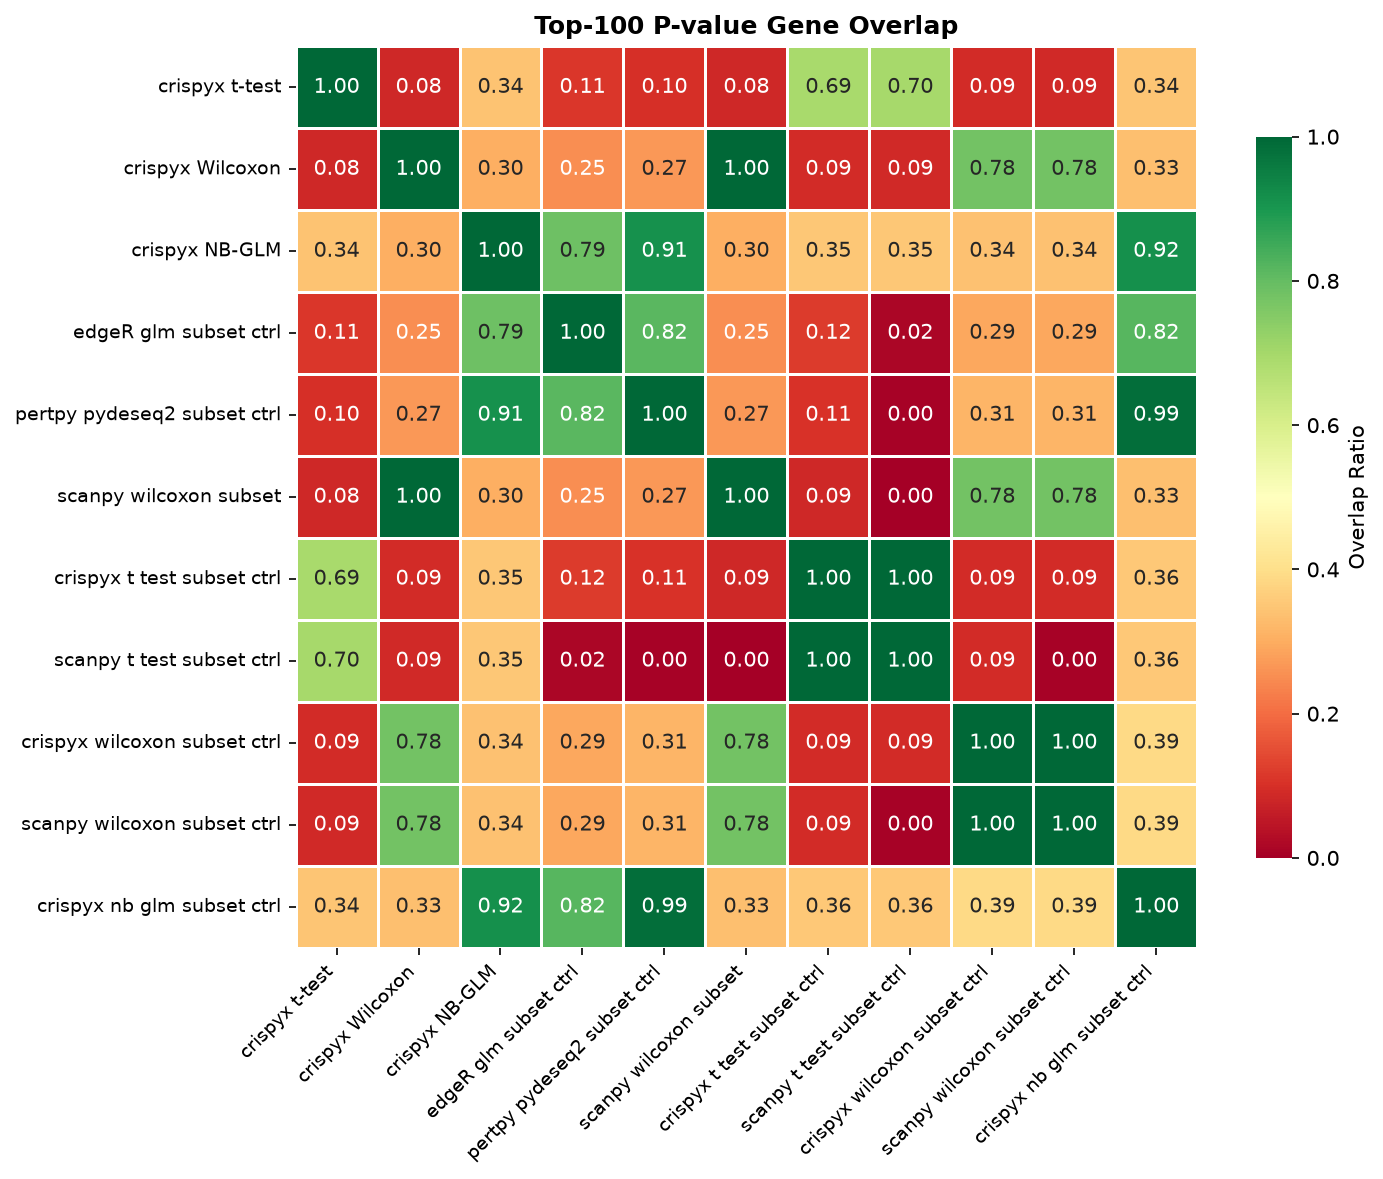 Top-100 P-value Gene Overlap
crispyx t-test 1.00 0.08 0.34 0.11 0.10 0.08 0.69 0.70 0.09 0.09 0.34
crispyx Wilcoxon 0.08 1.00 0.30 0.25 0.27 1.00 0.09 0.09 0.78 0.78 0.33
crispyx NB-GLM 0.34 0.30 1.00 0.79 0.91 0.30 0.35 0.35 0.34 0.34 0.92
edgeR glm subset ctrl 0.11 0.25 0.79 1.00 0.82 0.25 0.12 0.02 0.29 0.29 0.82
pertpy pydeseq2 subset ctrl 0.10 0.27 0.91 0.82 1.00 0.27 0.11 0.00 0.31 0.31 0.99
scanpy wilcoxon subset 0.08 1.00 0.30 0.25 0.27 1.00 0.09 0.00 0.78 0.78 0.33
crispyx t test subset ctrl 0.69 0.09 0.35 0.12 0.11 0.09 1.00 1.00 0.09 0.09 0.36
scanpy t test subset ctrl 0.70 0.09 0.35 0.02 0.00 0.00 1.00 1.00 0.09 0.00 0.36
crispyx wilcoxon subset ctrl 0.09 0.78 0.34 0.29 0.31 0.78 0.09 0.09 1.00 1.00 0.39
scanpy wilcoxon subset ctrl 0.09 0.78 0.34 0.29 0.31 0.78 0.09 0.00 1.00 1.00 0.39
crispyx nb glm subset ctrl 0.34 0.33 0.92 0.82 0.99 0.33 0.36 0.36 0.39 0.39 1.00
crispyx t-test
crispyx Wilcoxon
crispyx NB-GLM
edgeR glm subset ctrl
pertpy pydeseq2 subset ctrl
scanpy wilcoxon subset
crispyx t test subset ctrl
scanpy t test subset ctrl
crispyx wilcoxon subset ctrl
scanpy wilcoxon subset ctrl
crispyx nb glm subset ctrl
1.0
0.8
0.6
0.4
0.2
0.0
Overlap Ratio